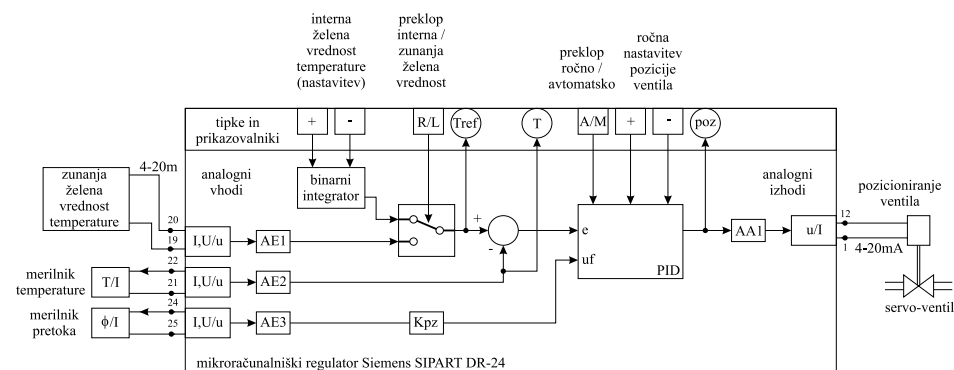 interna
želena
vrednost
temperature
(nastavitev)
preklop
interna /
zunanja
želena
vrednost
preklop
ročno /
avtomatsko
ročna
nastavitev
pozicije
ventila
tipke in
prikazovalniki
+
-
R/L
Tref
T
A/M
+
-
poz
zunanja
želena
vrednost
temperature
4-20m
analogni
vhodi
binarni
integrator
analogni
izhodi
pozicioniranje
ventila
20
19
I,U/u
AE1
+
-
e
uf
PID
AA1
u/I
12
1
4-20mA
merilnik
temperature
T/I
22
21
I,U/u
AE2
merilnik
pretoka
ϕ/I
24
25
I,U/u
AE3
Kpz
servo-ventil
mikroračunalniški regulator Siemens SIPART DR-24